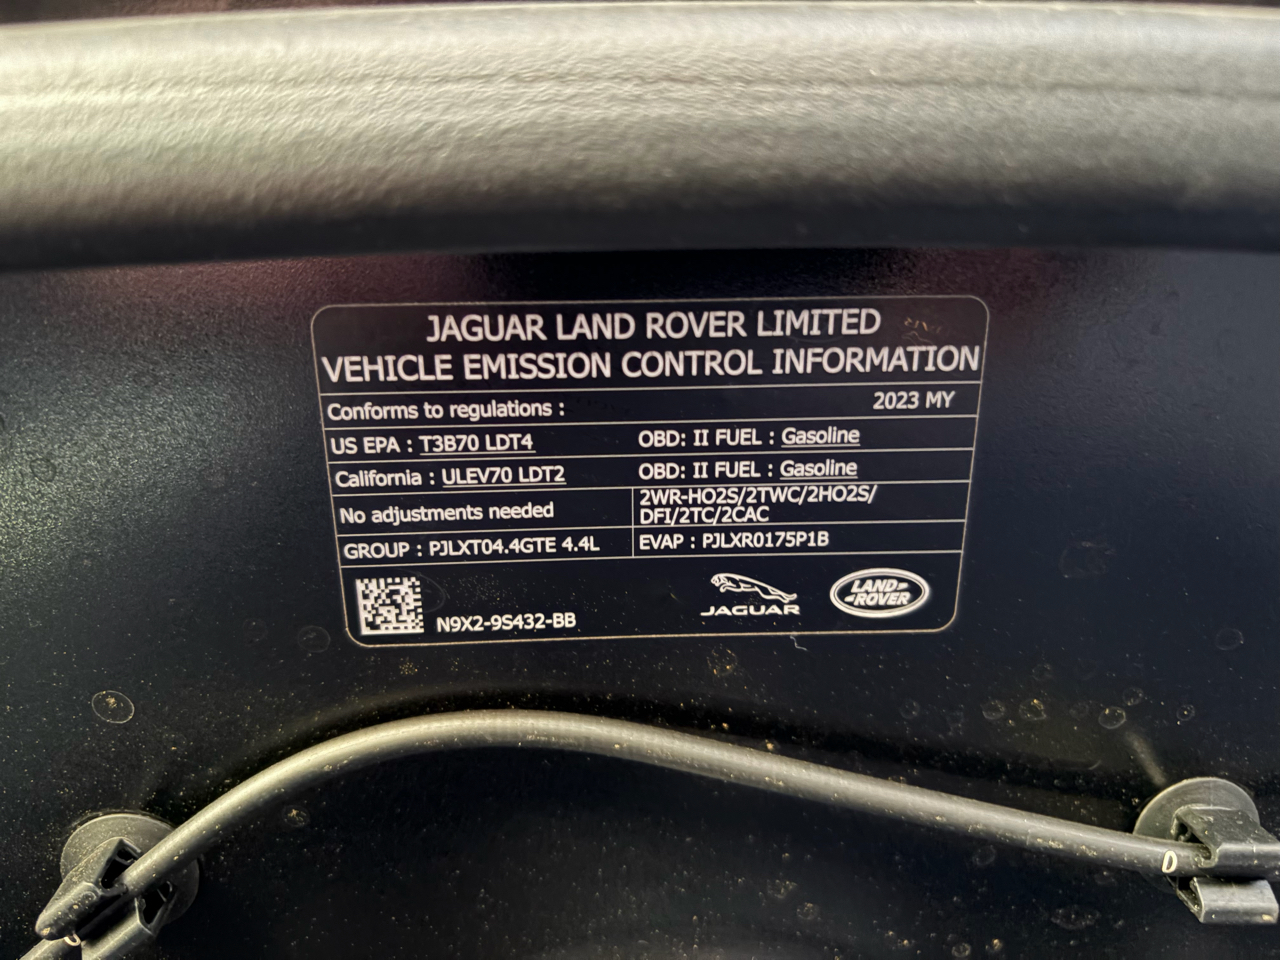 JAGUAR LAND ROVER LIMITED
VEHICLE EMISSION CONTROL INFORMATION
Conforms to regulations : 2023 MY
US EPA : T3B70 LDT4 OBD: II FUEL : Gasoline
California : ULEV70 LDT2 OBD: II FUEL : Gasoline
No adjustments needed
2WR-HO2S/2TWC/2HO2S/
DFI/2TC/2CAC
GROUP : PJLXT04.4GTE 4.4L EVAP : PJLXR0175P1B
N9X2-9S432-BB
JAGUAR
LAND-
-ROVER
D